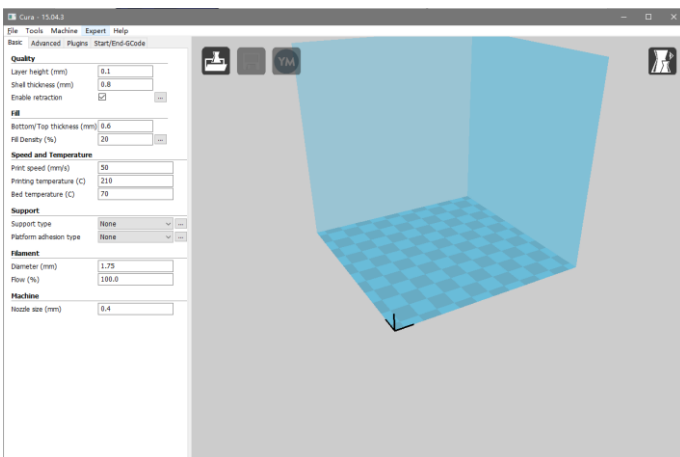 Cura - 15.04.3
File Tools Machine Expert Help
Basic Advanced Plugins Start/End-GCode
Quality
Layer height (mm) 0.1
Shell thickness (mm) 0.8
Enable retraction ...
Fill
Bottom/Top thickness (mm) 0.6
Fill Density (%) 20 ...
Speed and Temperature
Print speed (mm/s) 50
Printing temperature (C) 210
Bed temperature (C) 70
Support
Support type None ...
Platform adhesion type None ...
Filament
Diameter (mm) 1.75
Flow (%) 100.0
Machine
Nozzle size (mm) 0.4
YM